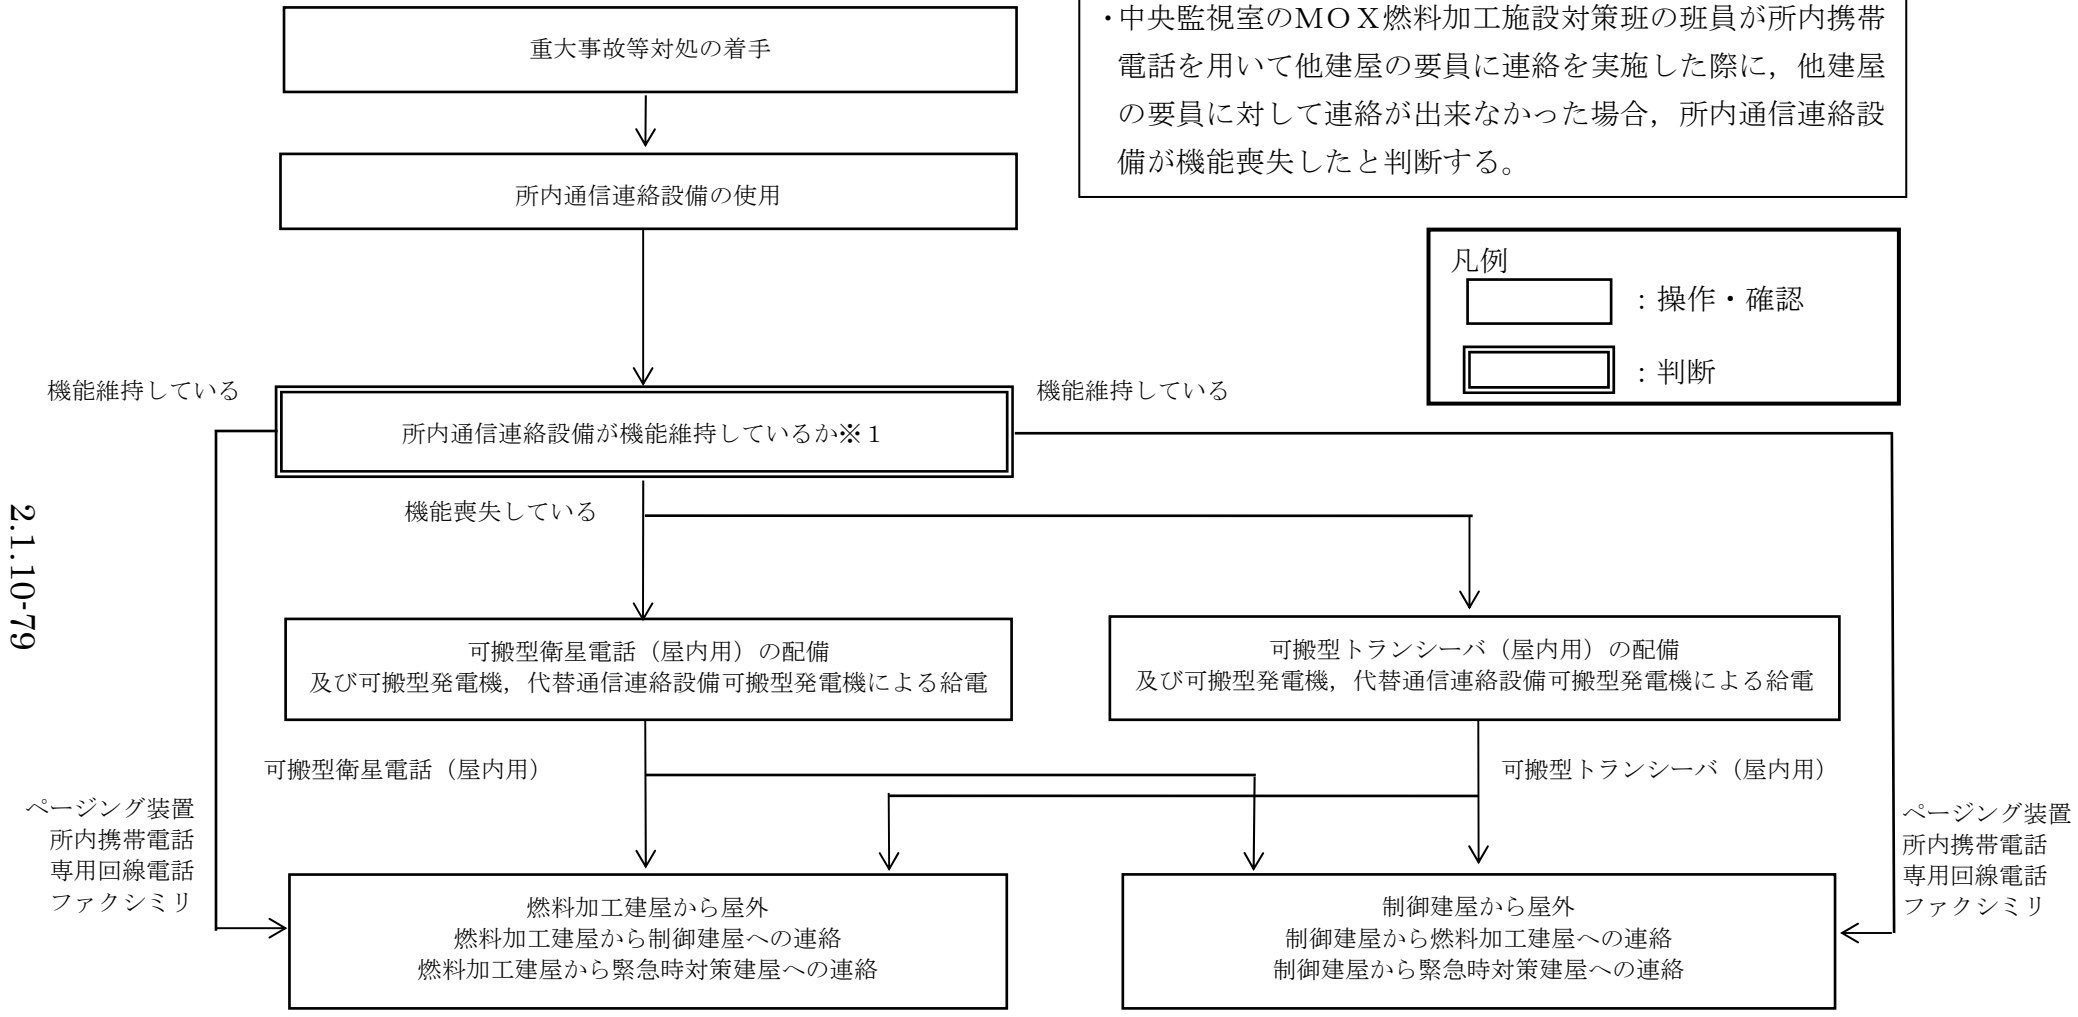 重大事故等対処の着手
・中央監視室のＭＯＸ燃料加工施設対策班の班員が所内携帯
電話を用いて他建屋の要員に連絡を実施した際に，他建屋
の要員に対して連絡が出来なかった場合，所内通信連絡設
備が機能喪失したと判断する。
所内通信連絡設備の使用
凡例
：操作・確認
：判断
機能維持している
機能維持している
所内通信連絡設備が機能維持しているか※１
機能喪失している
可搬型衛星電話（屋内用）の配備
及び可搬型発電機，代替通信連絡設備可搬型発電機による給電
可搬型トランシーバ（屋内用）の配備
及び可搬型発電機，代替通信連絡設備可搬型発電機による給電
可搬型衛星電話（屋内用）
可搬型トランシーバ（屋内用）
ページング装置
所内携帯電話
専用回線電話
ファクシミリ
ページング装置
所内携帯電話
専用回線電話
ファクシミリ
燃料加工建屋から屋外
燃料加工建屋から制御建屋への連絡
燃料加工建屋から緊急時対策建屋への連絡
制御建屋から屋外
制御建屋から燃料加工建屋への連絡
制御建屋から緊急時対策建屋への連絡
2.1.10-79